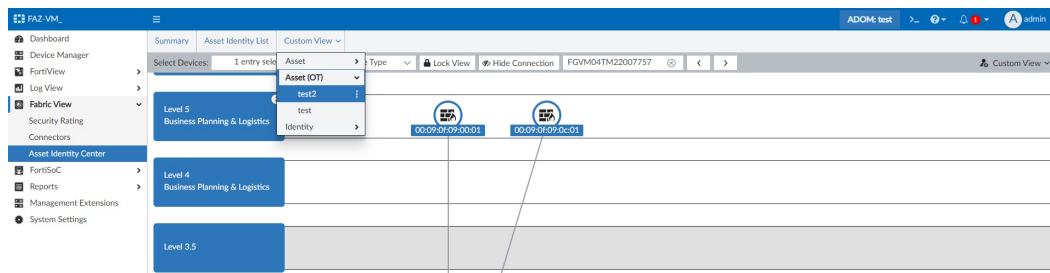 FAZ-VM_
ADOM: test
>_
1
A
admin
Dashboard
Device Manager
FortiView
Log View
Fabric View
Security Rating
Connectors
Asset Identity Center
FortiSoC
Reports
Management Extensions
System Settings
Summary
Asset Identity List
Custom View
Select Devices:
1 entry sele
Type
Lock View
Hide Connection
FGVM04TM22007757
Custom View
Asset
Asset (OT)
test2
test
Identity
Level 5
Business Planning & Logistics
00:09:0f:09:00:01
00:09:0f:09:0c:01
Level 4
Business Planning & Logistics
Level 3.5